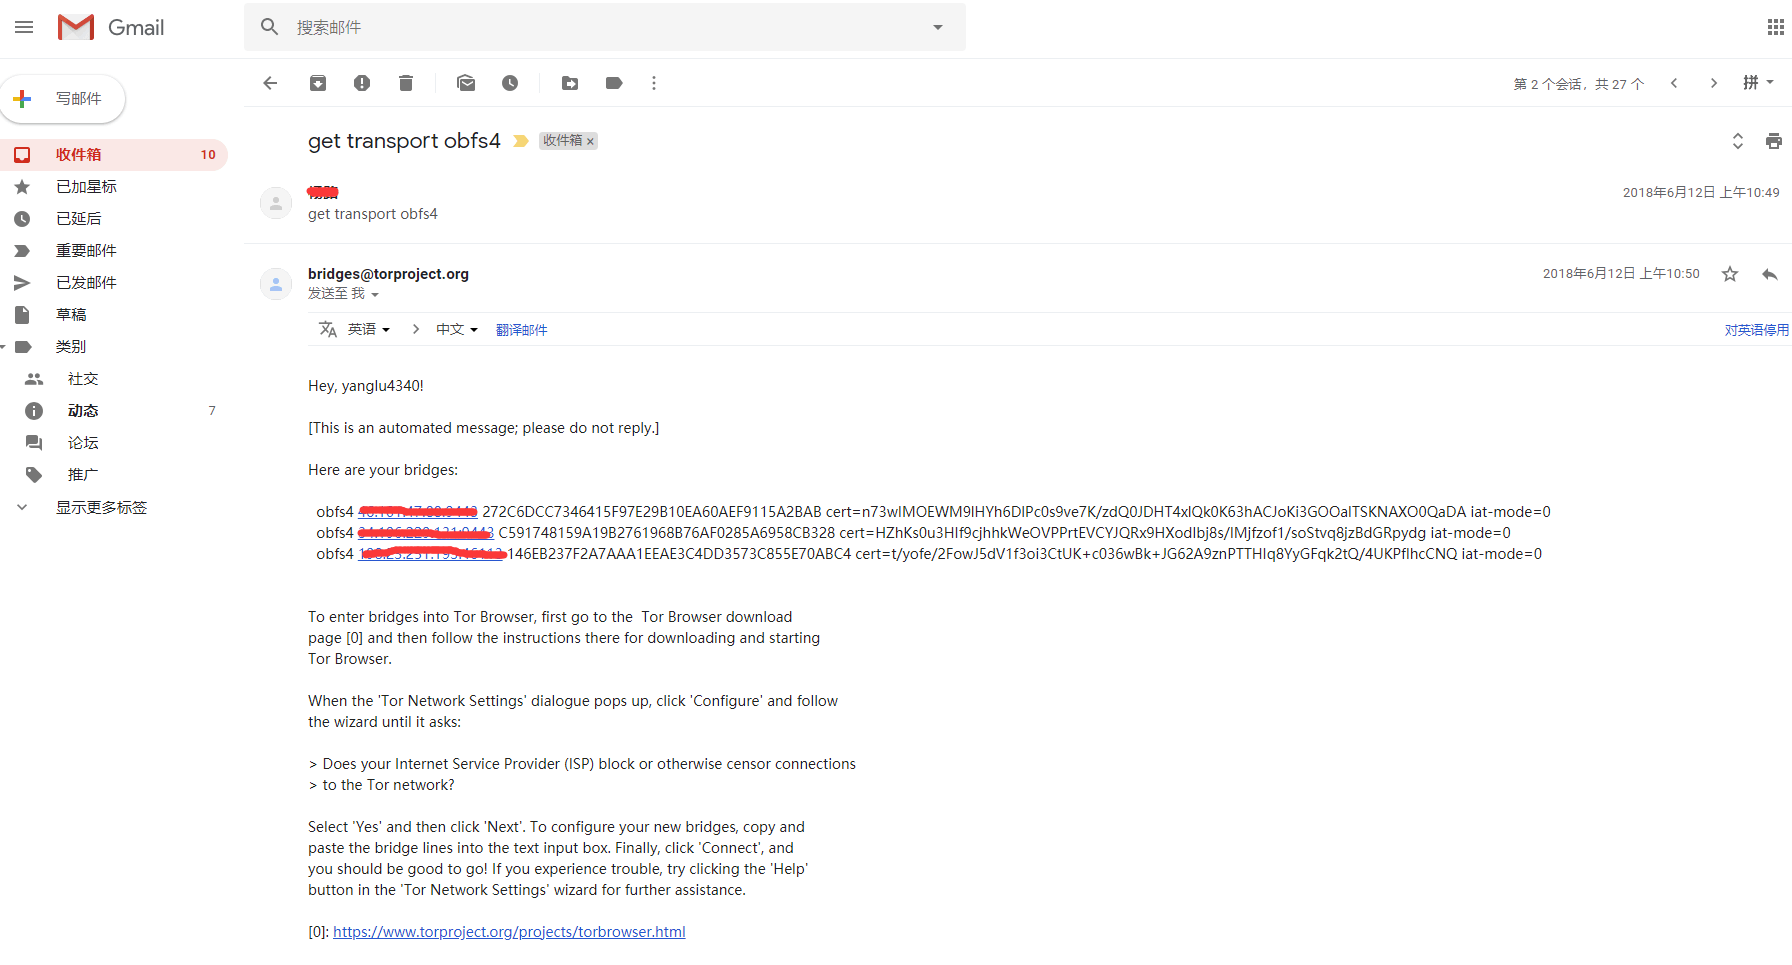 Gmail
搜索邮件
写邮件
第 2 个会话，共 27 个
拼
收件箱 10
已加星标
已延后
重要邮件
已发邮件
草稿
类别
社交
动态 7
论坛
推广
显示更多标签
get transport obfs4 收件箱 ×
2018年6月12日 上午10:49
get transport obfs4
bridges@torproject.org 2018年6月12日 上午10:50
发送至 我
英语 > 中文 翻译邮件 对英语停用
Hey, yanglu4340!
[This is an automated message; please do not reply.]
Here are your bridges:
obfs4 272C6DCC7346415F97E29B10EA60AEF9115A2BAB cert=n73wIMOEWM9IHYh6DIPc0s9ve7K/zdQ0JDHT4xIQk0K63hACJoKi3GOOaITSKNAXO0QaDA iat-mode=0
obfs4 C591748159A19B2761968B76AF0285A6958CB328 cert=HZhKs0u3HIf9cjhhkWeOVPPrtEVCYJQRx9HXodIbj8s/IMjfzof1/soStvq8jzBdGRpydg iat-mode=0
obfs4 146EB237F2A7AAA1EEAE3C4DD3573C855E70ABC4 cert=t/yofe/2FowJ5dV1f3oi3CtUK+c036wBk+JG62A9znPTTHIq8YyGFqk2tQ/4UKPfIhcCNQ iat-mode=0
To enter bridges into Tor Browser, first go to the  Tor Browser download
page [0] and then follow the instructions there for downloading and starting
Tor Browser.
When the 'Tor Network Settings' dialogue pops up, click 'Configure' and follow
the wizard until it asks:
> Does your Internet Service Provider (ISP) block or otherwise censor connections
> to the Tor network?
Select 'Yes' and then click 'Next'. To configure your new bridges, copy and
paste the bridge lines into the text input box. Finally, click 'Connect', and
you should be good to go! If you experience trouble, try clicking the 'Help'
button in the 'Tor Network Settings' wizard for further assistance.
[0]: https://www.torproject.org/projects/torbrowser.html